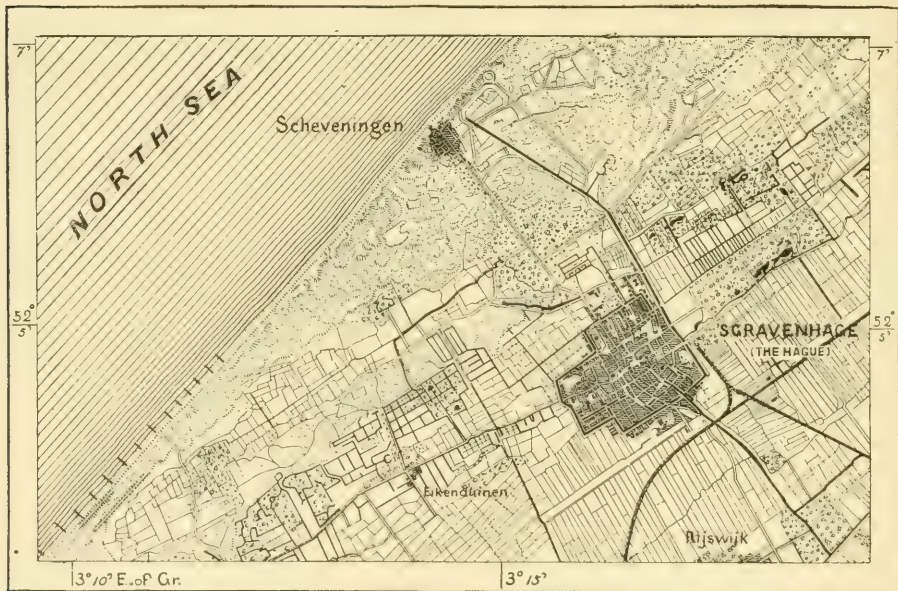 7'
7'
NORTH SEA
Scheveningen
52°
5'
52°
5'
'SGRAVENHAGE
(THE HAGUE)
Eikenduinen
Rijswijk
3° 10' E. of Gr.
3° 15'